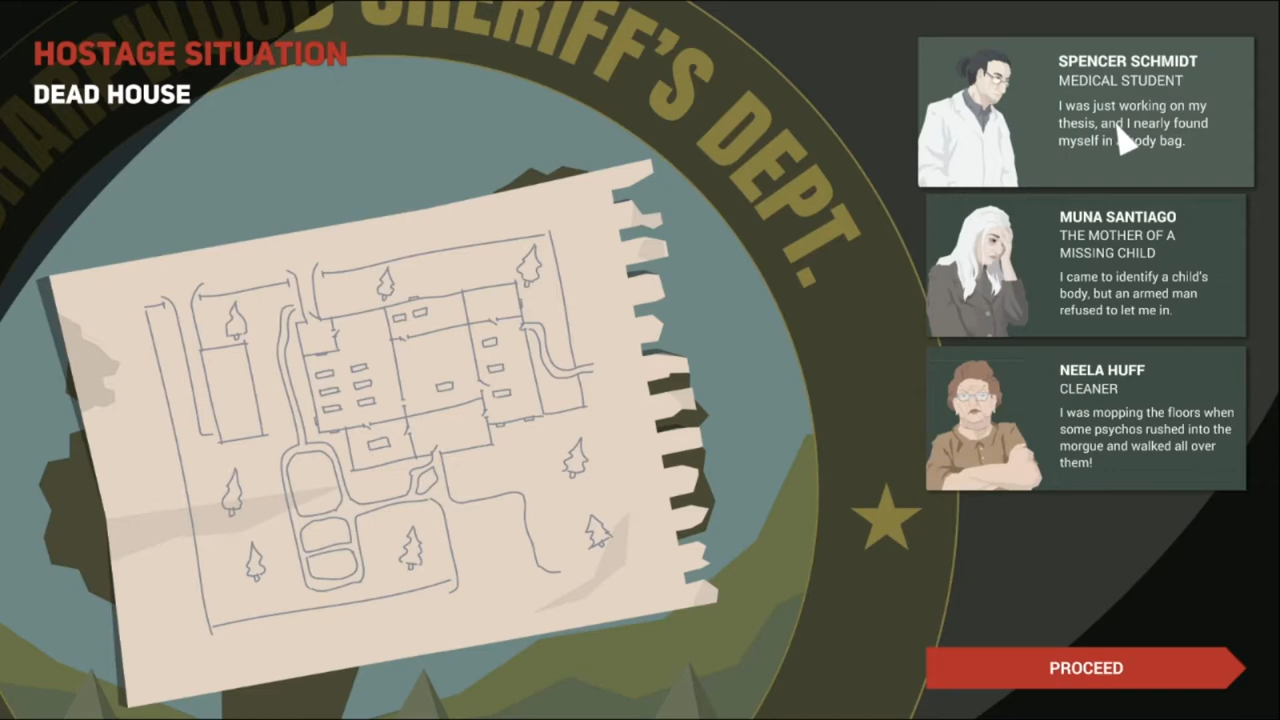 SHARPWOOD SHERIFF'S DEPT.
HOSTAGE SITUATION
DEAD HOUSE
SPENCER SCHMIDT
MEDICAL STUDENT
I was just working on my
thesis, and I nearly found
myself in a body bag.
MUNA SANTIAGO
THE MOTHER OF A
MISSING CHILD
I came to identify a child's
body, but an armed man
refused to let me in.
NEELA HUFF
CLEANER
I was mopping the floors when
some psychos rushed into the
morgue and walked all over
them!
PROCEED